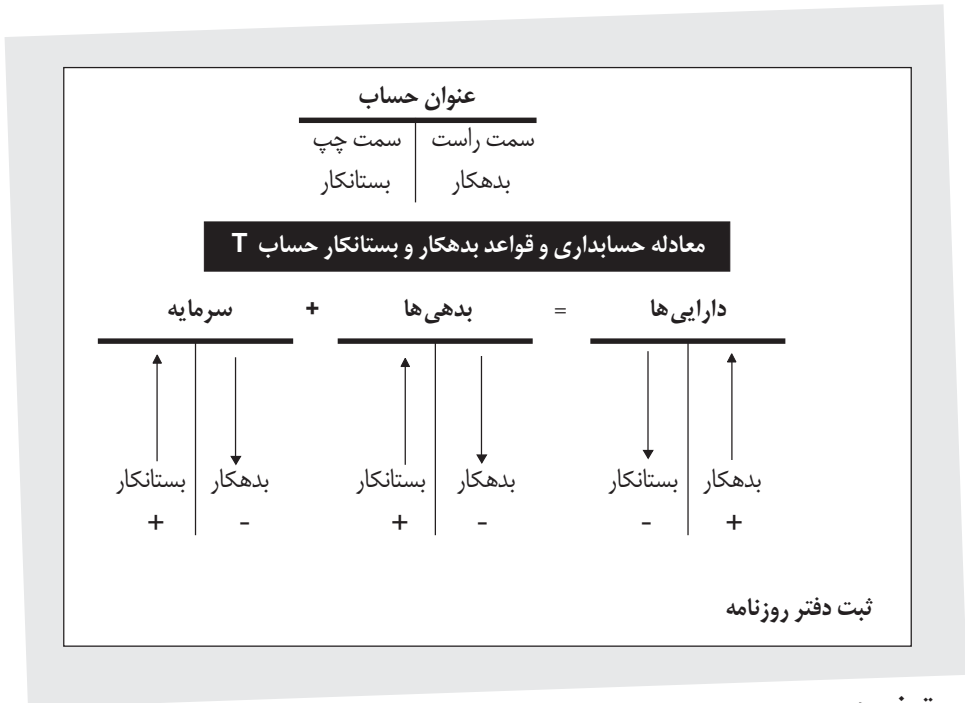 عنوان حساب
سمت راست سمت چپ
بدهکار بستانکار
معادله حسابداری و قواعد بدهکار و بستانکار حساب T
دارایی‌ها = بدهی‌ها + سرمایه
بدهکار بستانکار بدهکار بستانکار بدهکار بستانکار
+ - - + - +
ثبت دفتر روزنامه